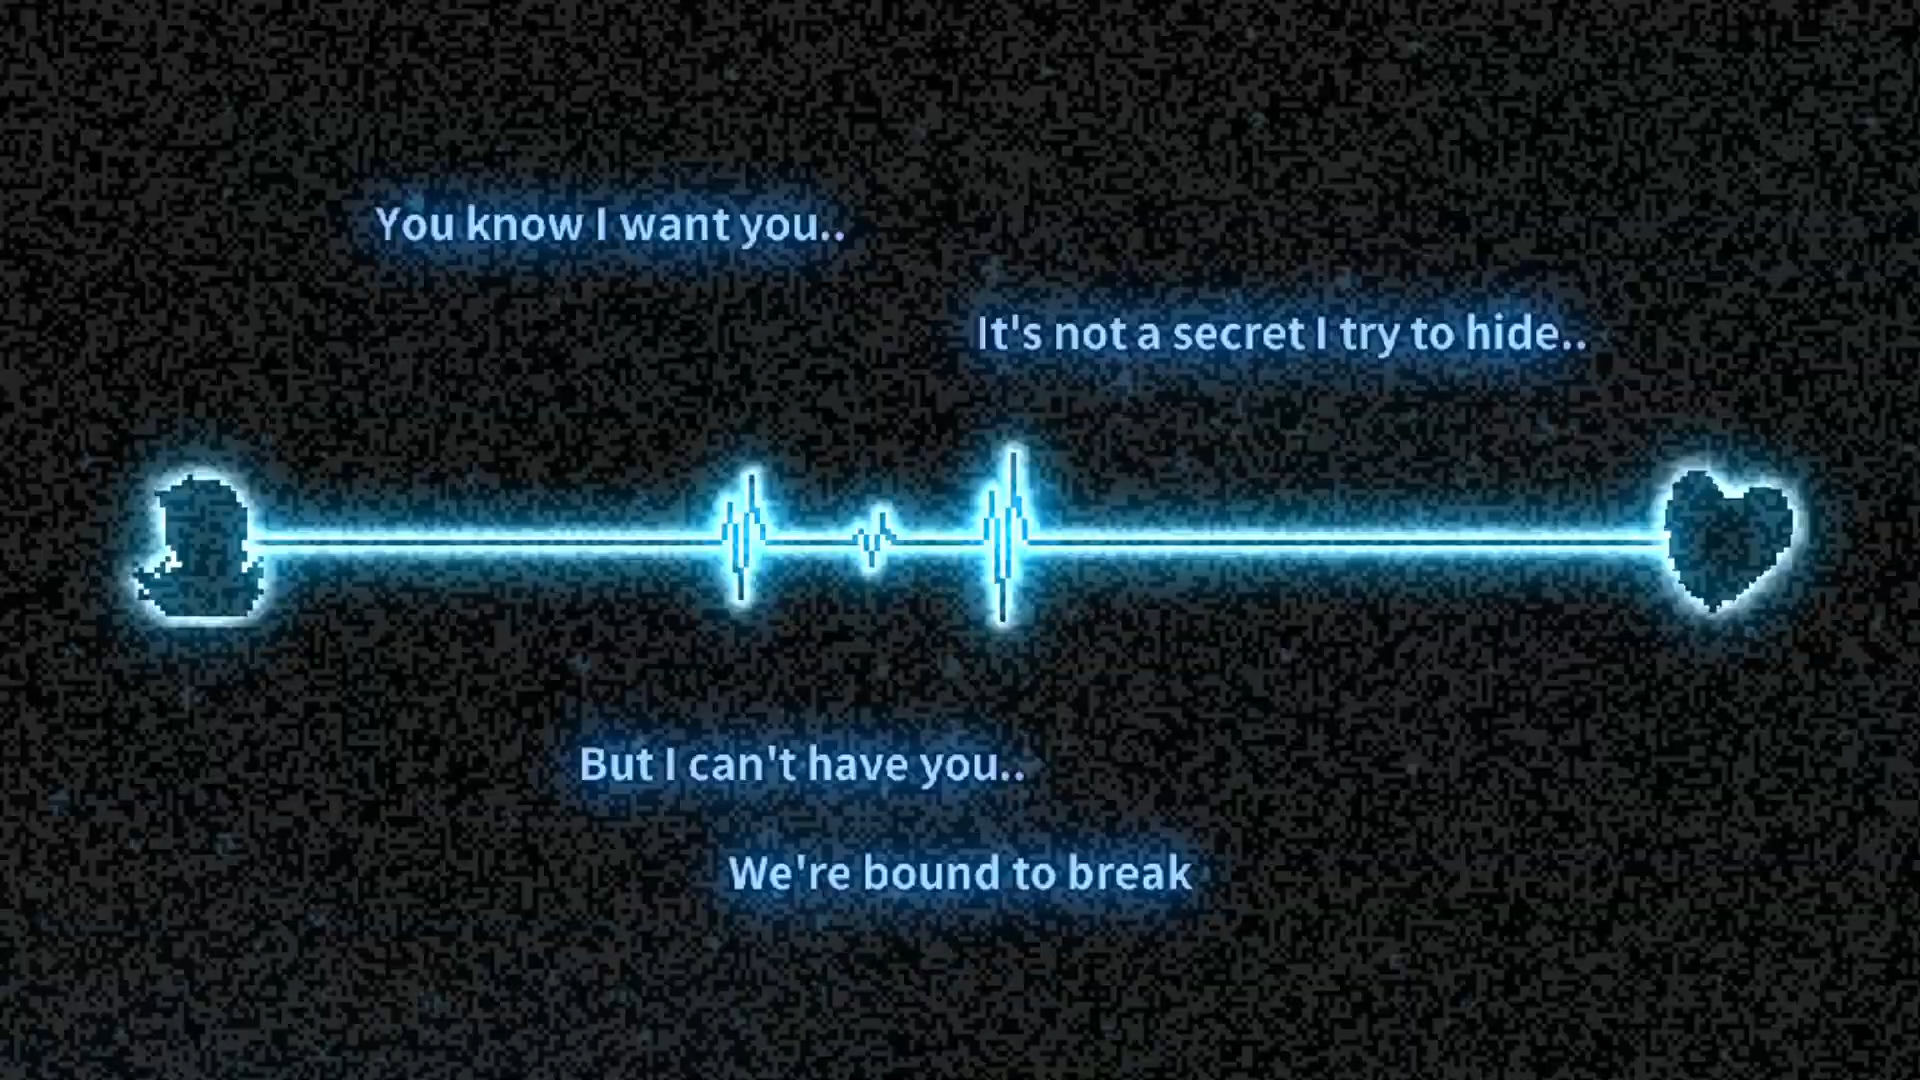 You know I want you..
It's not a secret I try to hide..
But I can't have you..
We're bound to break